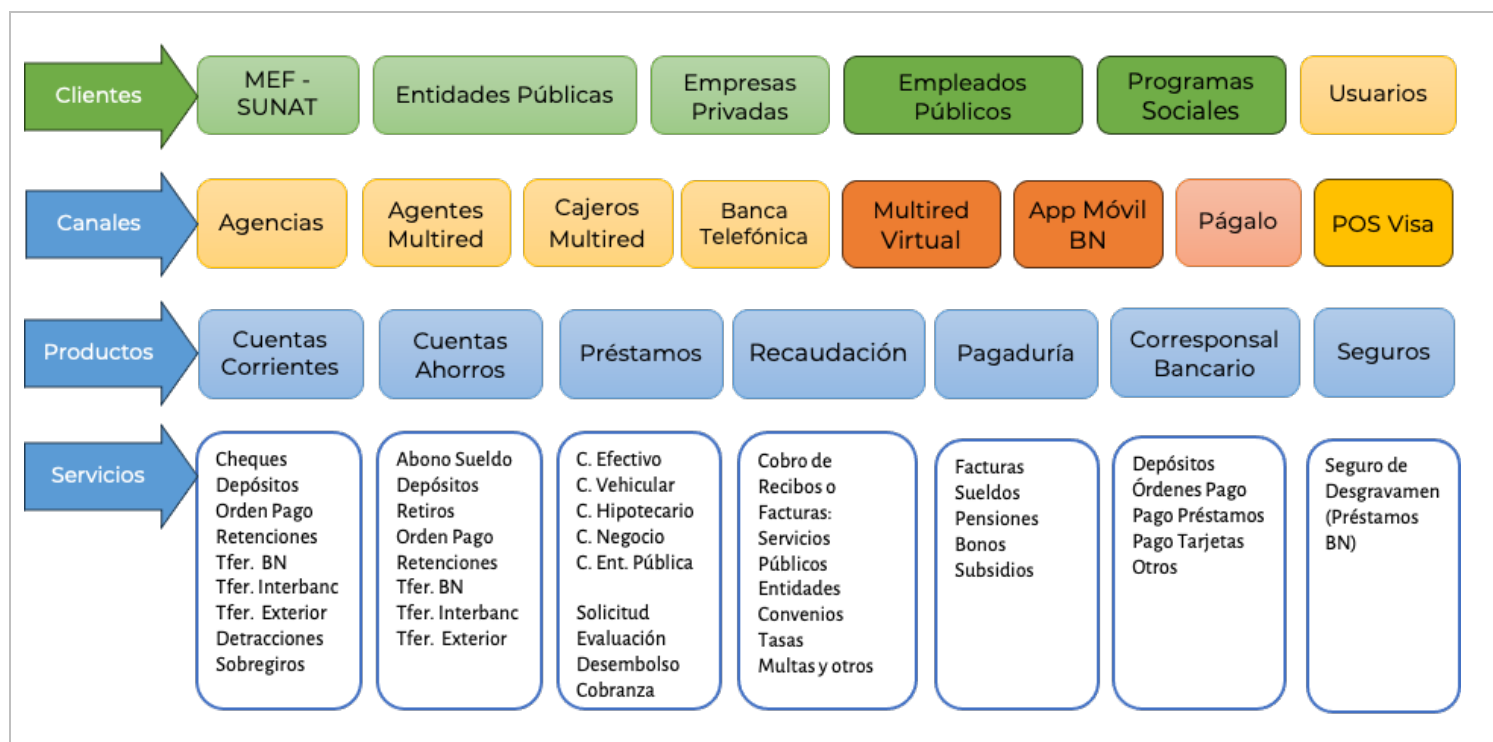 Clientes
MEF -
SUNAT
Entidades Públicas
Empresas
Privadas
Empleados
Públicos
Programas
Sociales
Usuarios
Canales
Agencias
Agentes
Multired
Cajeros
Multired
Banca
Telefónica
Multired
Virtual
App Móvil
BN
Págalo
POS Visa
Productos
Cuentas
Corrientes
Cuentas
Ahorros
Préstamos
Recaudación
Pagaduría
Corresponsal
Bancario
Seguros
Servicios
Cheques
Depósitos
Orden Pago
Retenciones
Tfer. BN
Tfer. Interbanc
Tfer. Exterior
Detracciones
Sobregiros
Abono Sueldo
Depósitos
Retiros
Orden Pago
Retenciones
Tfer. BN
Tfer. Interbanc
Tfer. Exterior
C. Efectivo
C. Vehicular
C. Hipotecario
C. Negocio
C. Ent. Pública
Solicitud
Evaluación
Desembolso
Cobranza
Cobro de
Recibos o
Facturas:
Servicios
Públicos
Entidades
Convenios
Tasas
Multas y otros
Facturas
Sueldos
Pensiones
Bonos
Subsidios
Depósitos
Órdenes Pago
Pago Préstamos
Pago Tarjetas
Otros
Seguro de
Desgravamen
(Préstamos
BN)